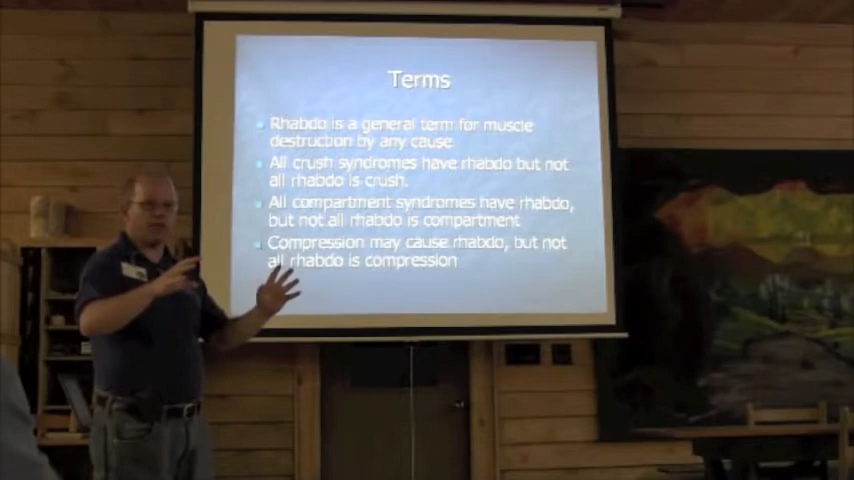 Terms
Rhabdo is a general term for muscle
destruction by any cause
All crush syndromes have rhabdo but not
all rhabdo is crush.
All compartment syndromes have rhabdo,
but not all rhabdo is compartment
Compression may cause rhabdo, but not
all rhabdo is compression